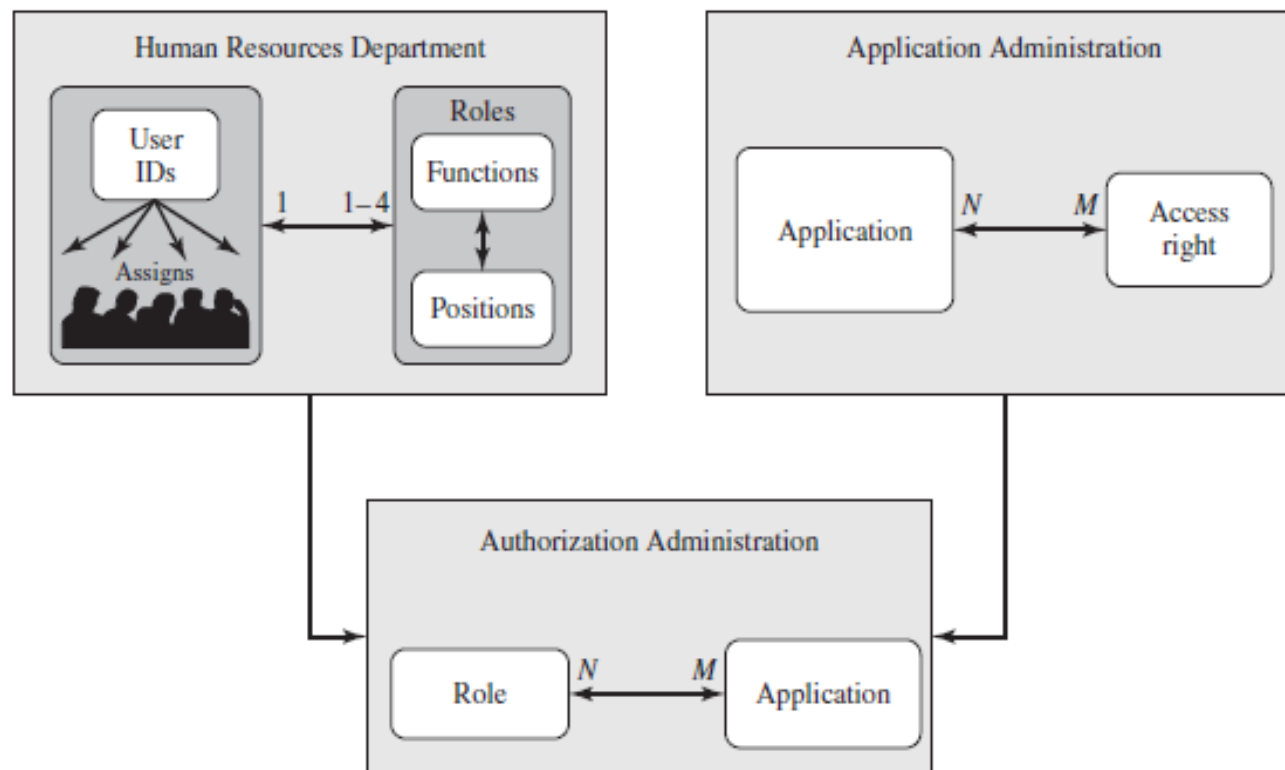 Human Resources Department
User
IDs
Assigns
1
1–4
Roles
Functions
Positions
Application Administration
Application
N
M
Access
right
Authorization Administration
Role
N
M
Application